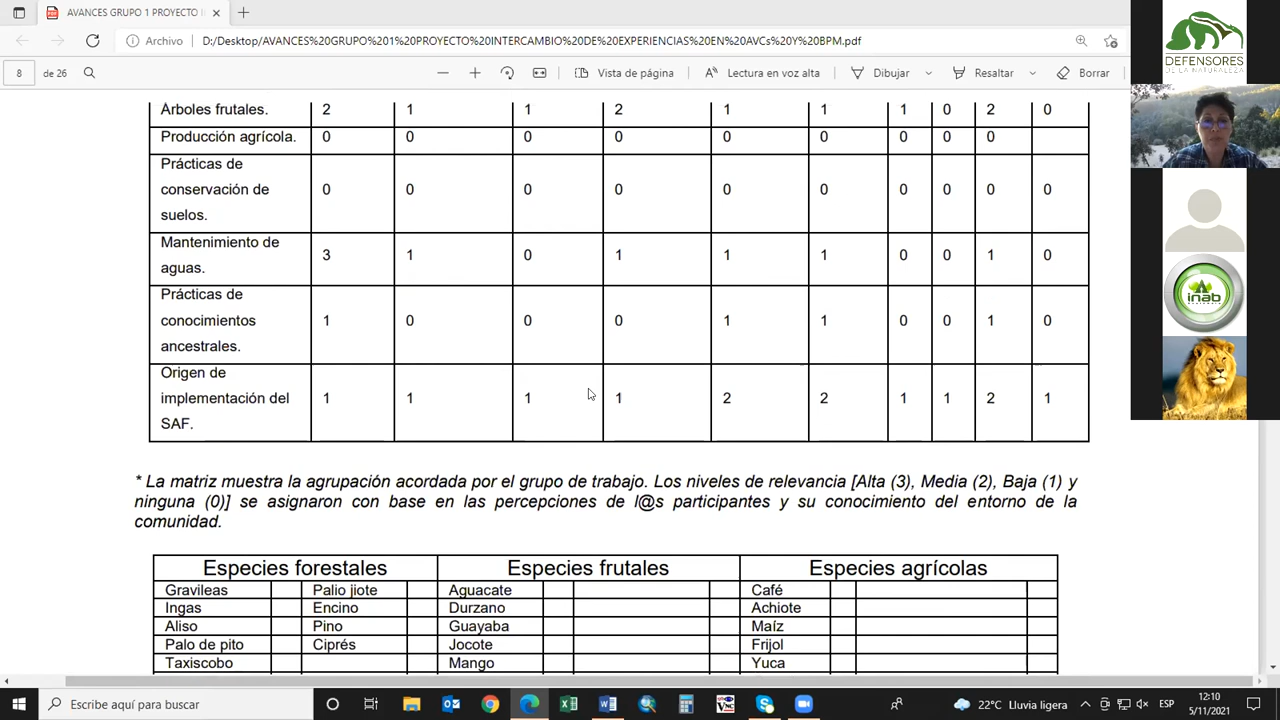 AVANCES GRUPO 1 PROYECTO I
Archivo
D:/Desktop/AVANCES%20GRUPO%201%20PROYECTO%20INTERCAMBIO%20DE%20EXPERIENCIAS%20EN%20AVCs%20Y%20BPM.pdf
8 de 26
Vista de página
Lectura en voz alta
Dibujar
Resaltar
Borrar
Árboles frutales. 2 1 1 2 1 1 1 0 2 0
Producción agrícola. 0 0 0 0 0 0 0 0 0
Prácticas de
conservación de
suelos.
0 0 0 0 0 0 0 0 0 0
Mantenimiento de
aguas.
3 1 0 1 1 1 0 0 1 0
Prácticas de
conocimientos
ancestrales.
1 0 0 0 1 1 0 0 1 0
Origen de
implementación del
SAF.
1 1 1 1 2 2 1 1 2 1
* La matriz muestra la agrupación acordada por el grupo de trabajo. Los niveles de relevancia [Alta (3), Media (2), Baja (1) y
ninguna (0)] se asignaron con base en las percepciones de l@s participantes y su conocimiento del entorno de la
comunidad.
Especies forestales Especies frutales Especies agrícolas
Gravileas Palio jiote Aguacate Café
Ingas Encino Durzano Achiote
Aliso Pino Guayaba Maíz
Palo de pito Ciprés Jocote Frijol
Taxiscobo Mango Yuca
DEFENSORES
DE LA NATURALEZA
inab
Escribe aquí para buscar
22°C Lluvia ligera
ESP
12:10
5/11/2021